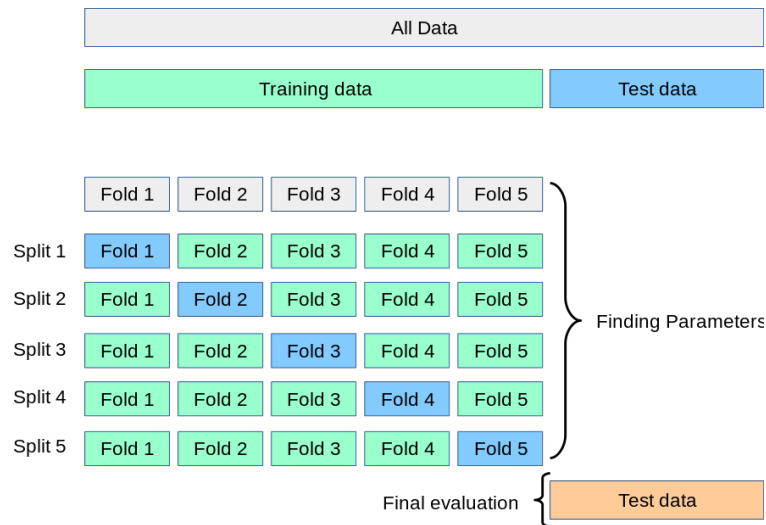 All Data
Training data Test data
Fold 1 Fold 2 Fold 3 Fold 4 Fold 5
Split 1 Fold 1 Fold 2 Fold 3 Fold 4 Fold 5
Split 2 Fold 1 Fold 2 Fold 3 Fold 4 Fold 5
Finding Parameters
Split 3 Fold 1 Fold 2 Fold 3 Fold 4 Fold 5
Split 4 Fold 1 Fold 2 Fold 3 Fold 4 Fold 5
Split 5 Fold 1 Fold 2 Fold 3 Fold 4 Fold 5
Final evaluation Test data